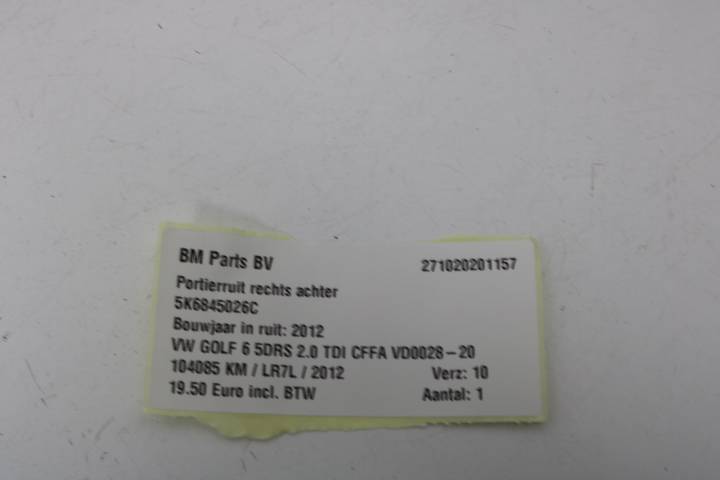 BM Parts BV 271020201157
Portierruit rechts achter
5K6845026C
Bouwjaar in ruit: 2012
VW GOLF 6 5DRS 2.0 TDI CFFA VD0028-20
104085 KM / LR7L / 2012 Verz: 10
19.50 Euro incl. BTW Aantal: 1